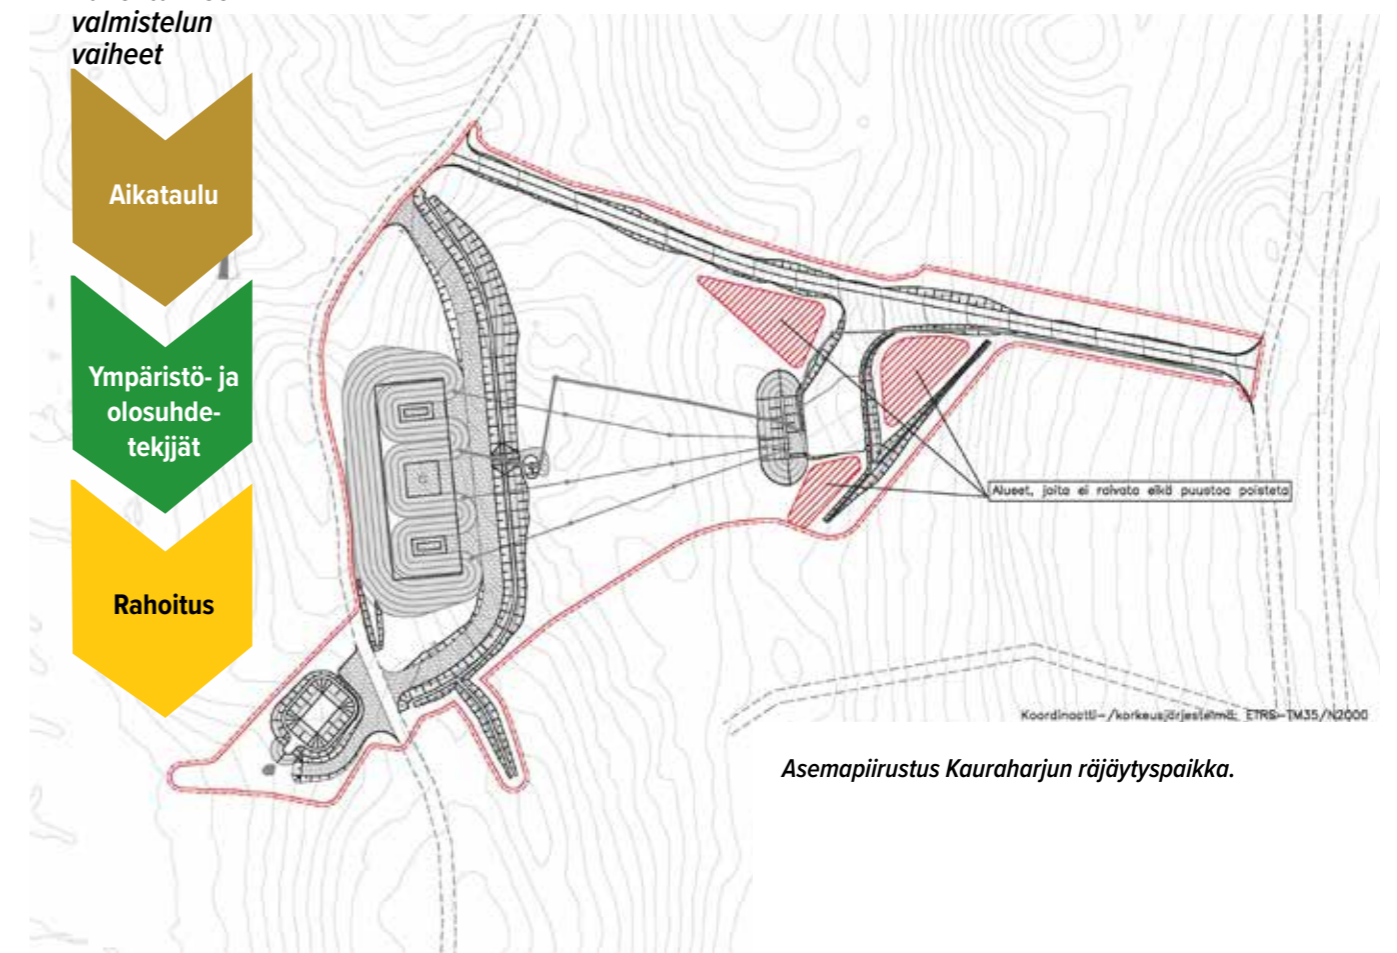 valmistelun
vaiheet
Aikataulu
Ympäristö- ja
olosuhde-
tekjjät
Rahoitus
Alueet, joita ei raivata eikä puustoa poisteta
Koordinaatti-/korkeusjärjestelmä: ETRS-TM35/N2000
Asemapiirustus Kauraharjun räjäytyspaikka.